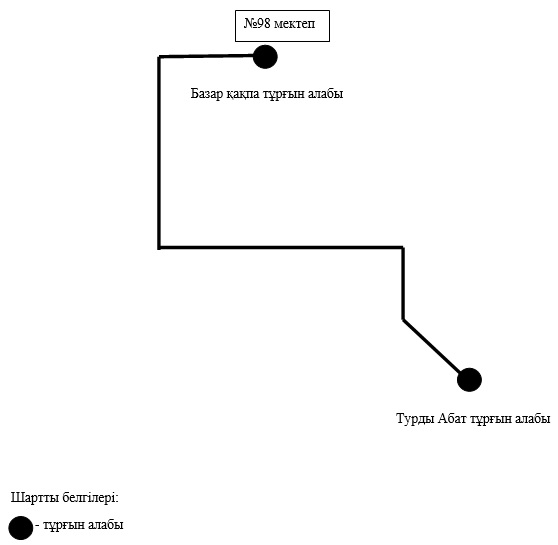 №98 мектеп
Базар қақпа тұрғын алабы
Турды Абат тұрғын алабы
Шартты белгілері:
- тұрғын алабы